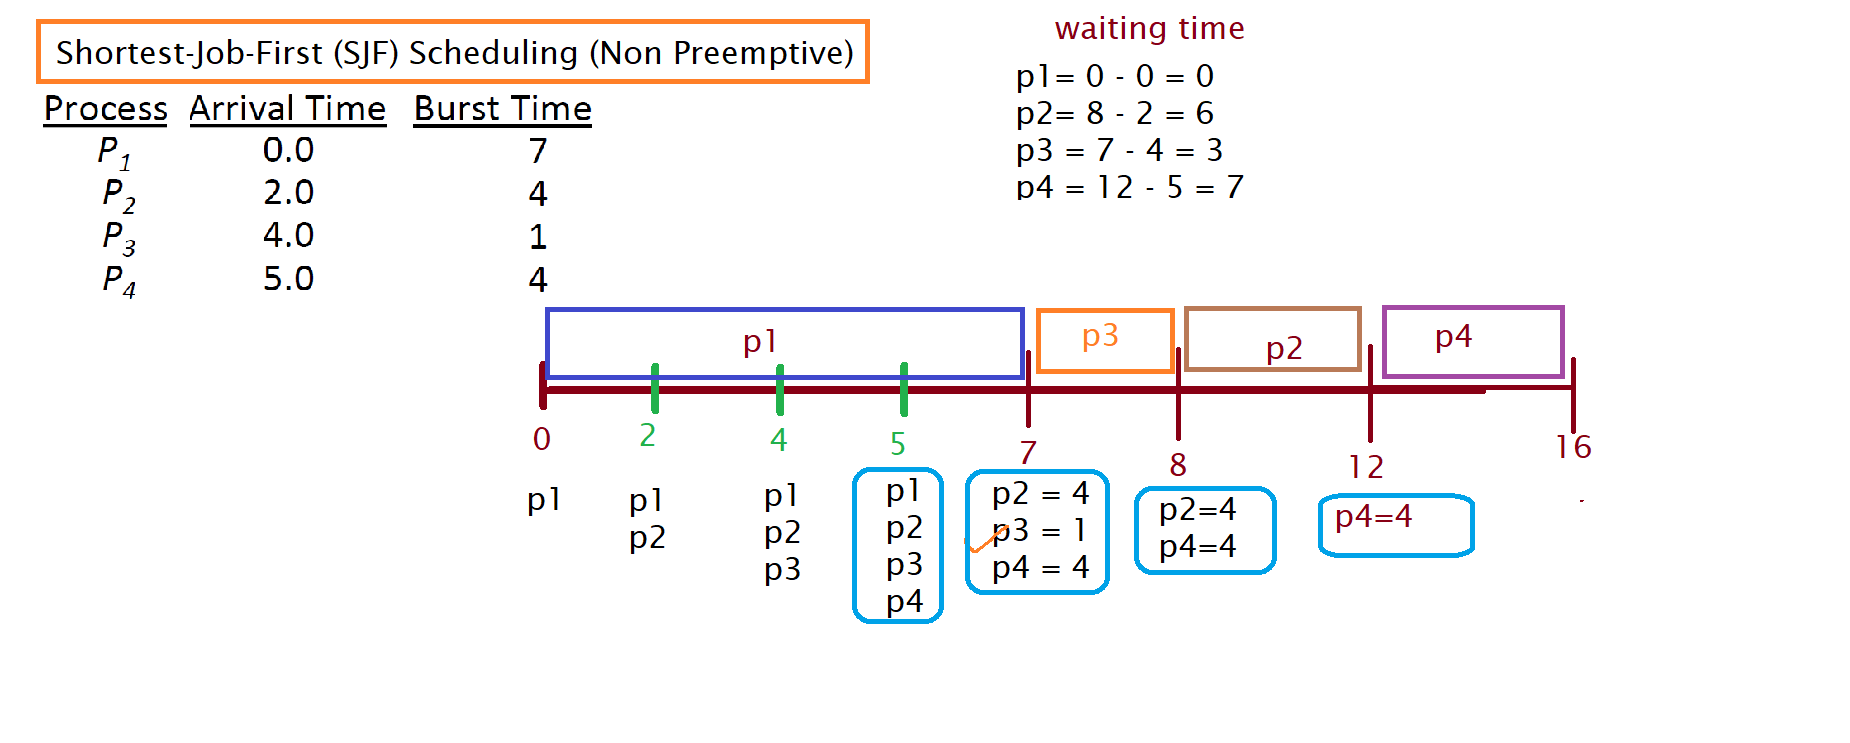 Shortest-Job-First (SJF) Scheduling (Non Preemptive)
Process Arrival Time Burst Time
P1 0.0 7
P2 2.0 4
P3 4.0 1
P4 5.0 4
waiting time
p1= 0 - 0 = 0
p2= 8 - 2 = 6
p3 = 7 - 4 = 3
p4 = 12 - 5 = 7
p1 p3 p2 p4
0 2 4 5 7 8 12 16
p1
p1
p2
p1
p2
p3
p1
p2
p3
p4
p2 = 4
p3 = 1
p4 = 4
p2=4
p4=4
p4=4